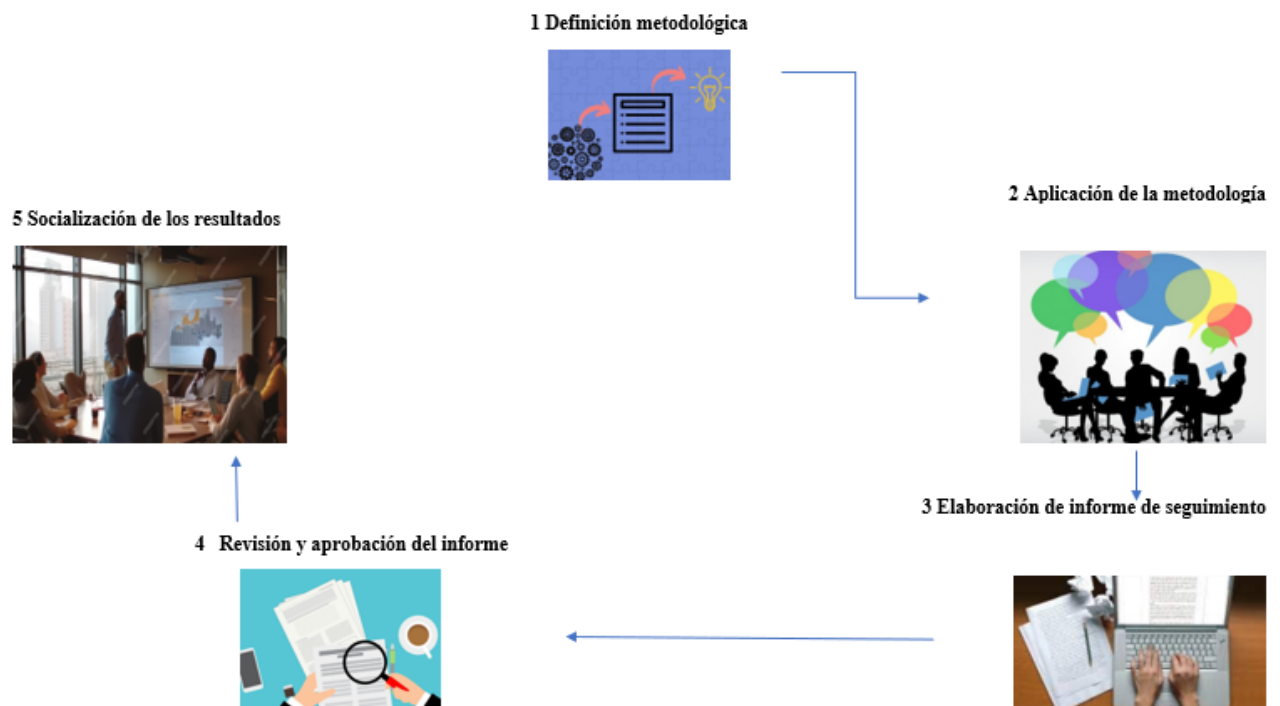 1 Definición metodológica
2 Aplicación de la metodología
3 Elaboración de informe de seguimiento
4 Revisión y aprobación del informe
5 Socialización de los resultados